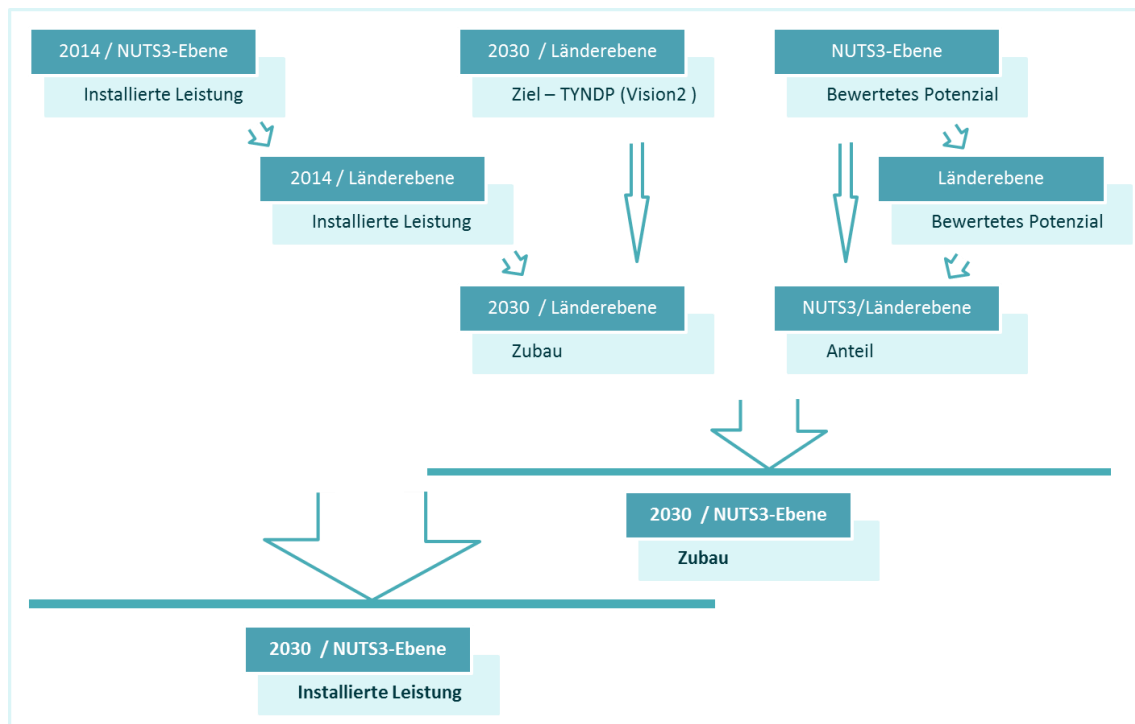 2014 / NUTS3-Ebene
Installierte Leistung
2030 / Länderebene
Ziel – TYNDP (Vision2 )
NUTS3-Ebene
Bewertetes Potenzial
2014 / Länderebene
Installierte Leistung
Länderebene
Bewertetes Potenzial
2030 / Länderebene
Zubau
NUTS3/Länderebene
Anteil
2030 / NUTS3-Ebene
Zubau
2030 / NUTS3-Ebene
Installierte Leistung